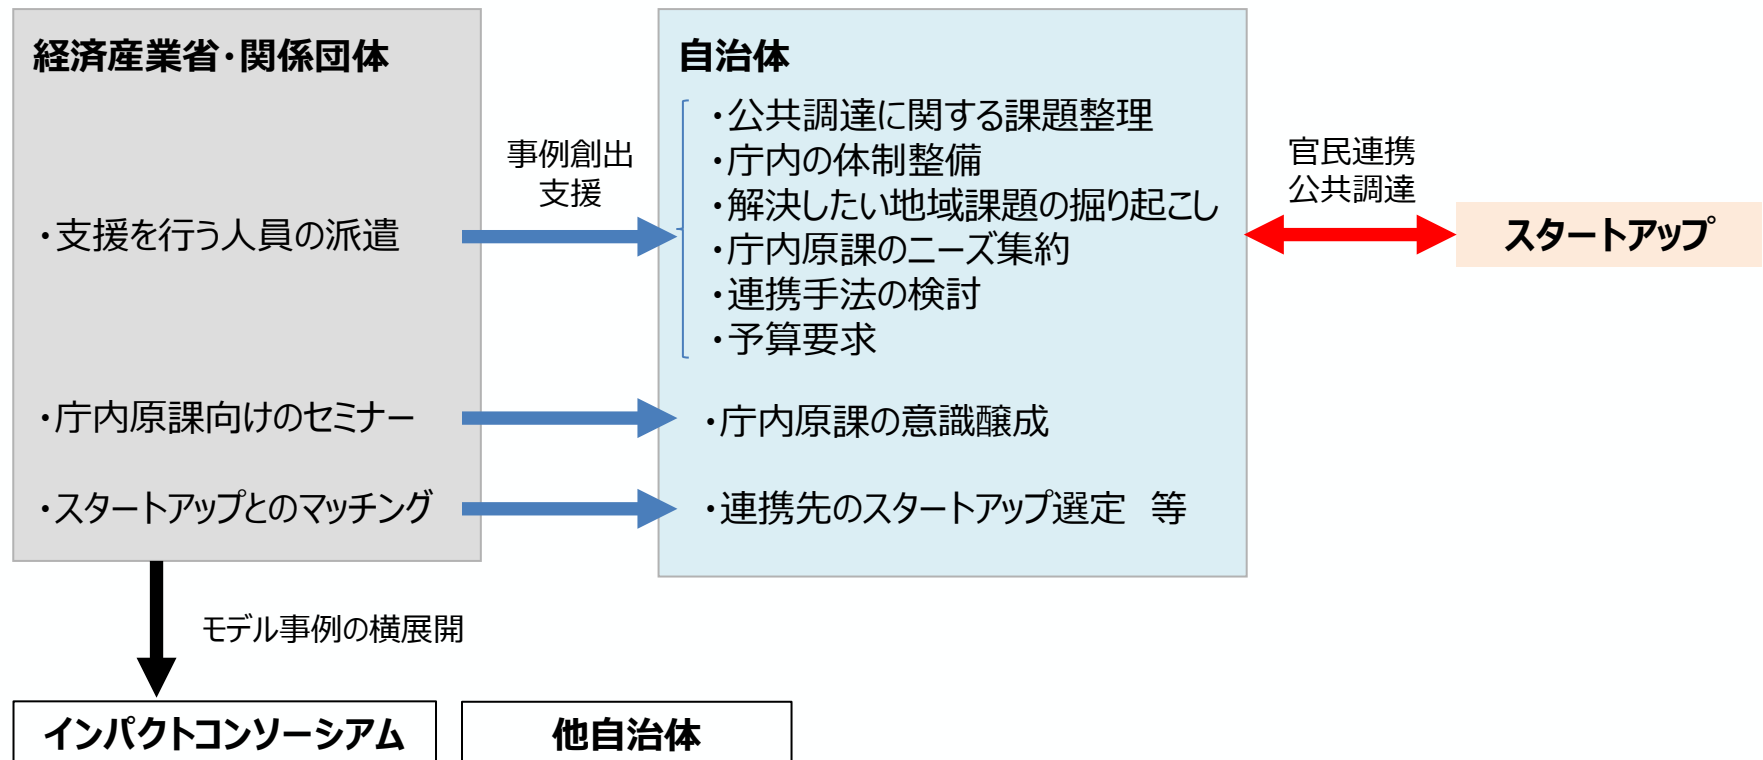 経済産業省・関係団体
・支援を行う人員の派遣
・庁内原課向けのセミナー
・スタートアップとのマッチング
事例創出
支援
自治体
・公共調達に関する課題整理
・庁内の体制整備
・解決したい地域課題の掘り起こし
・庁内原課のニーズ集約
・連携手法の検討
・予算要求
・庁内原課の意識醸成
・連携先のスタートアップ選定　等
官民連携
公共調達
スタートアップ
モデル事例の横展開
インパクトコンソーシアム
他自治体